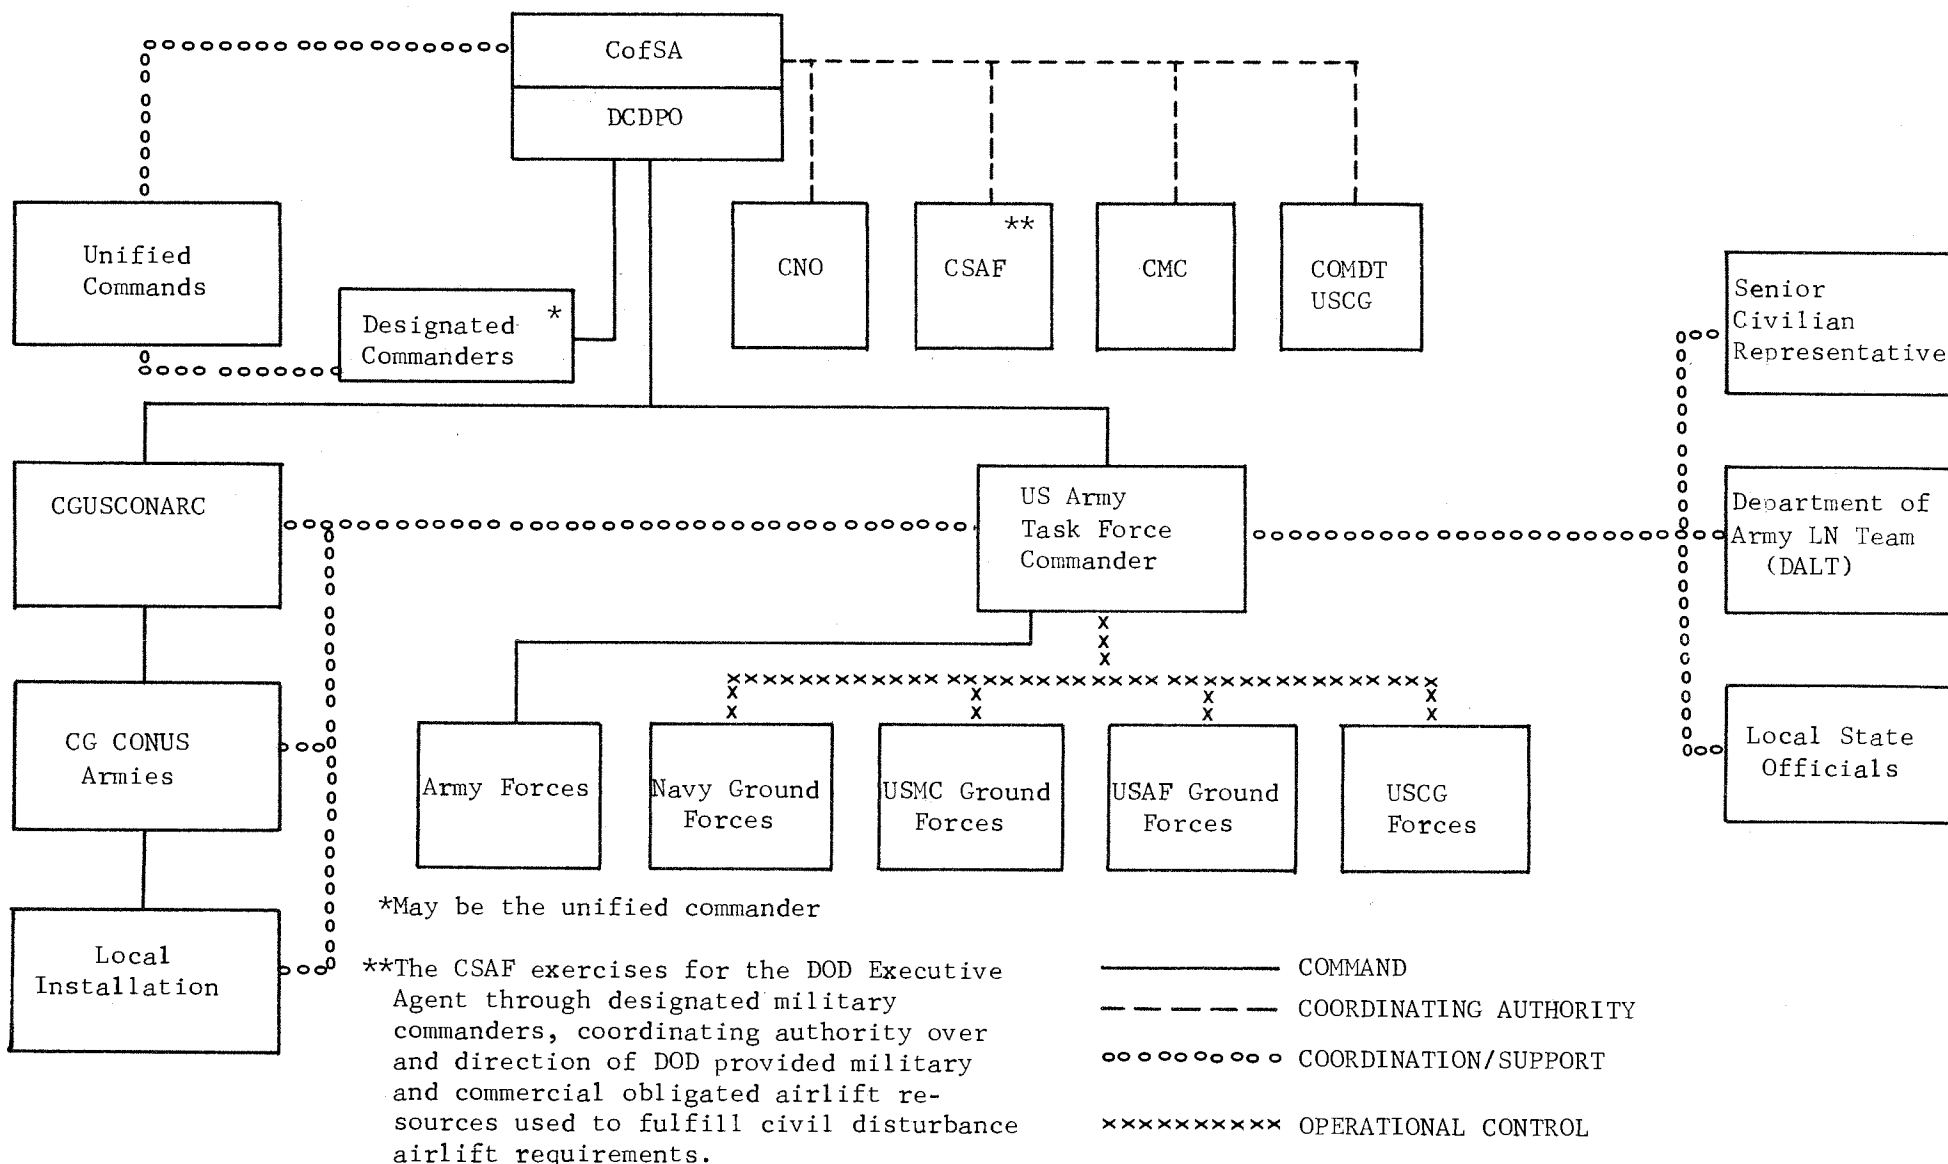 CofSA
DCDPO
Unified
Commands
Designated *
Commanders
CNO
**
CSAF
CMC
COMDT
USCG
Senior
Civilian
Representative
CGUSCONARC
US Army
Task Force
Commander
Department of
Army LN Team
(DALT)
CG CONUS
Armies
Army Forces
Navy Ground
Forces
USMC Ground
Forces
USAF Ground
Forces
USCG
Forces
Local State
Officials
Local
Installation
*May be the unified commander
**The CSAF exercises for the DOD Executive
Agent through designated military
commanders, coordinating authority over
and direction of DOD provided military
and commercial obligated airlift re-
sources used to fulfill civil disturbance
airlift requirements.
COMMAND
COORDINATING AUTHORITY
COORDINATION/SUPPORT
OPERATIONAL CONTROL